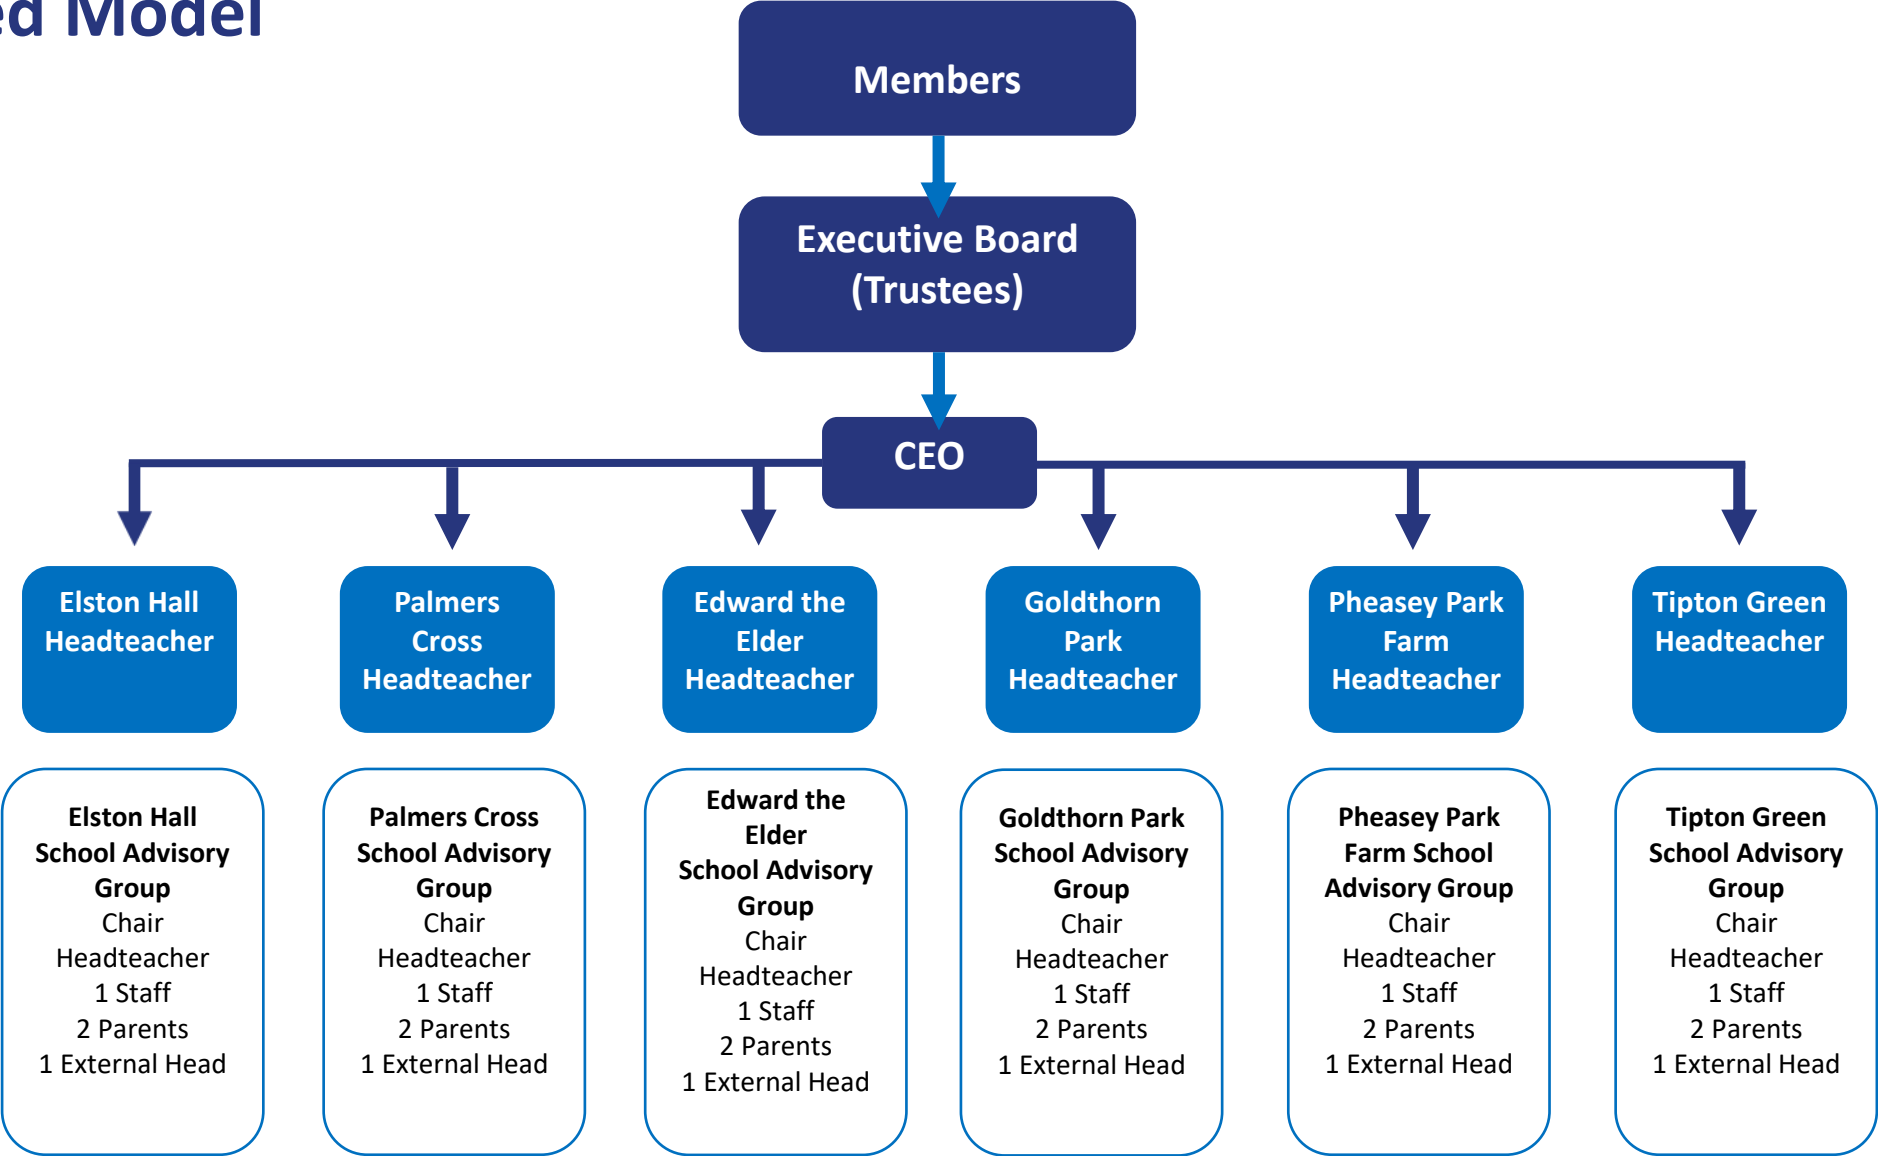 Model
Members
Executive Board
(Trustees)
CEO
Elston Hall
Headteacher
Palmers
Cross
Headteacher
Edward the
Elder
Headteacher
Goldthorn
Park
Headteacher
Pheasey Park
Farm
Headteacher
Tipton Green
Headteacher
Elston Hall
School Advisory
Group
Chair
Headteacher
1 Staff
2 Parents
1 External Head
Palmers Cross
School Advisory
Group
Chair
Headteacher
1 Staff
2 Parents
1 External Head
Edward the
Elder
School Advisory
Group
Chair
Headteacher
1 Staff
2 Parents
1 External Head
Goldthorn Park
School Advisory
Group
Chair
Headteacher
1 Staff
2 Parents
1 External Head
Pheasey Park
Farm School
Advisory Group
Chair
Headteacher
1 Staff
2 Parents
1 External Head
Tipton Green
School Advisory
Group
Chair
Headteacher
1 Staff
2 Parents
1 External Head